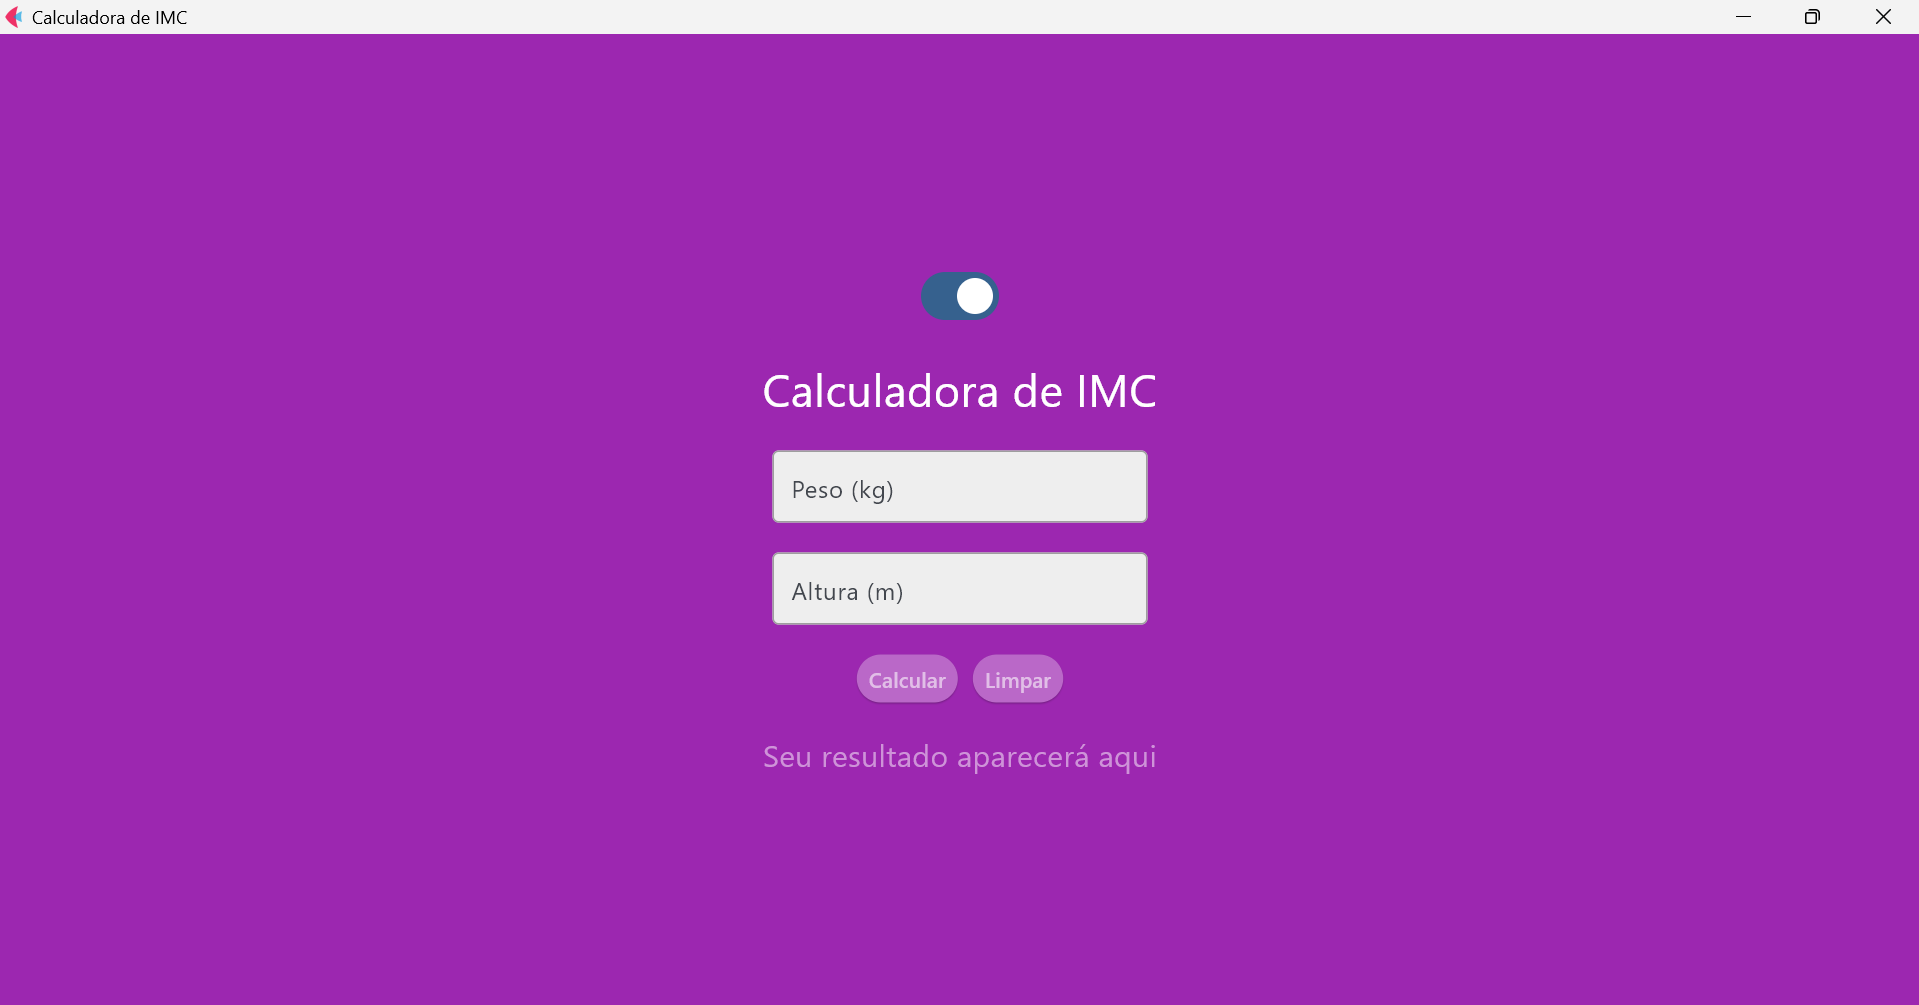 Calculadora de IMC
Calculadora de IMC
Peso (kg)
Altura (m)
Calcular Limpar
Seu resultado aparecerá aqui